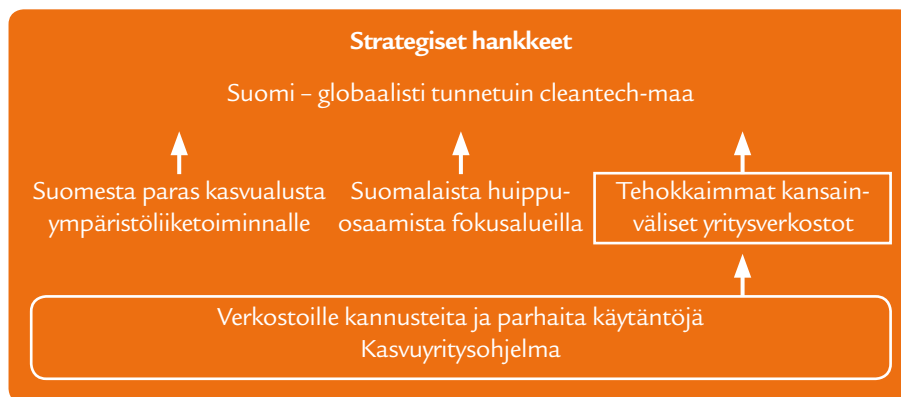 Strategiset hankkeet
Suomi – globaalisti tunnetuin cleantech-maa
Suomesta paras kasvualusta
ympäristöliiketoiminnalle
Suomalaista huippu-
osaamista fokusalueilla
Tehokkaimmat kansain-
väliset yritysverkostot
Verkostoille kannusteita ja parhaita käytäntöjä
Kasvuyritysohjelma